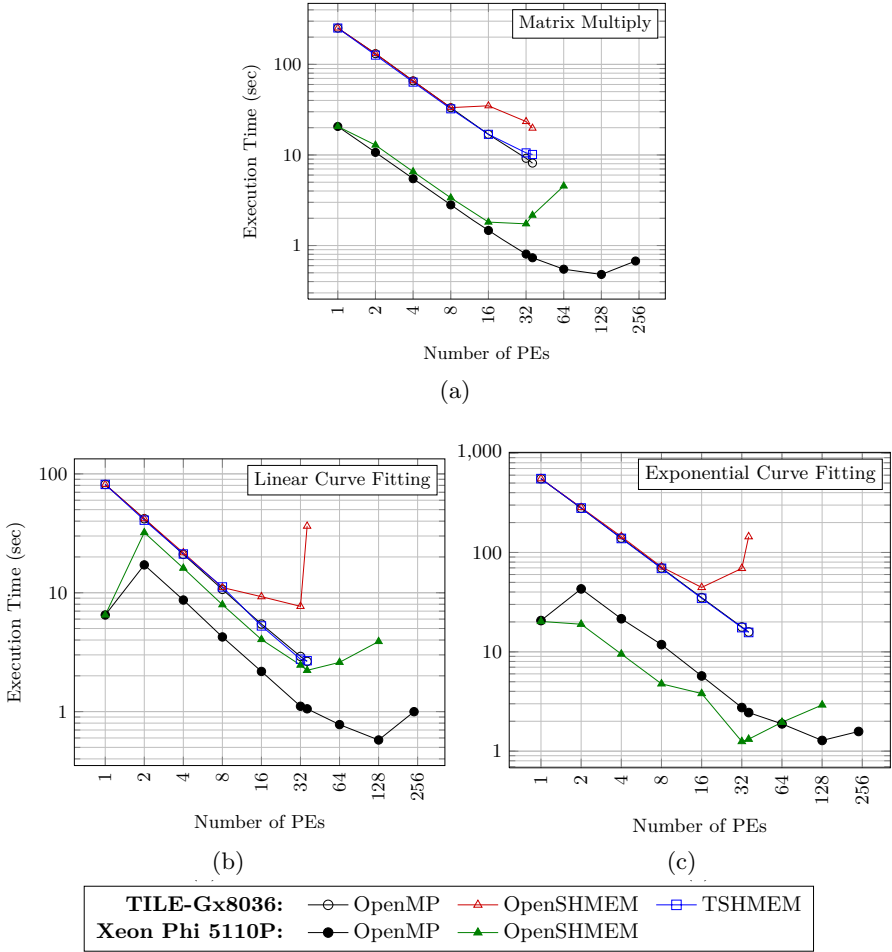 Matrix Multiply
Execution Time (sec)
100
10
1
1 2 4 8 16 32 64 128 256
Number of PEs
(a)
Linear Curve Fitting
Execution Time (sec)
100
10
1
1 2 4 8 16 32 64 128 256
Number of PEs
(b)
Exponential Curve Fitting
1,000
100
10
1
1 2 4 8 16 32 64 128 256
Number of PEs
(c)
TILE-Gx8036: OpenMP OpenSHMEM TSHMEM
Xeon Phi 5110P: OpenMP OpenSHMEM